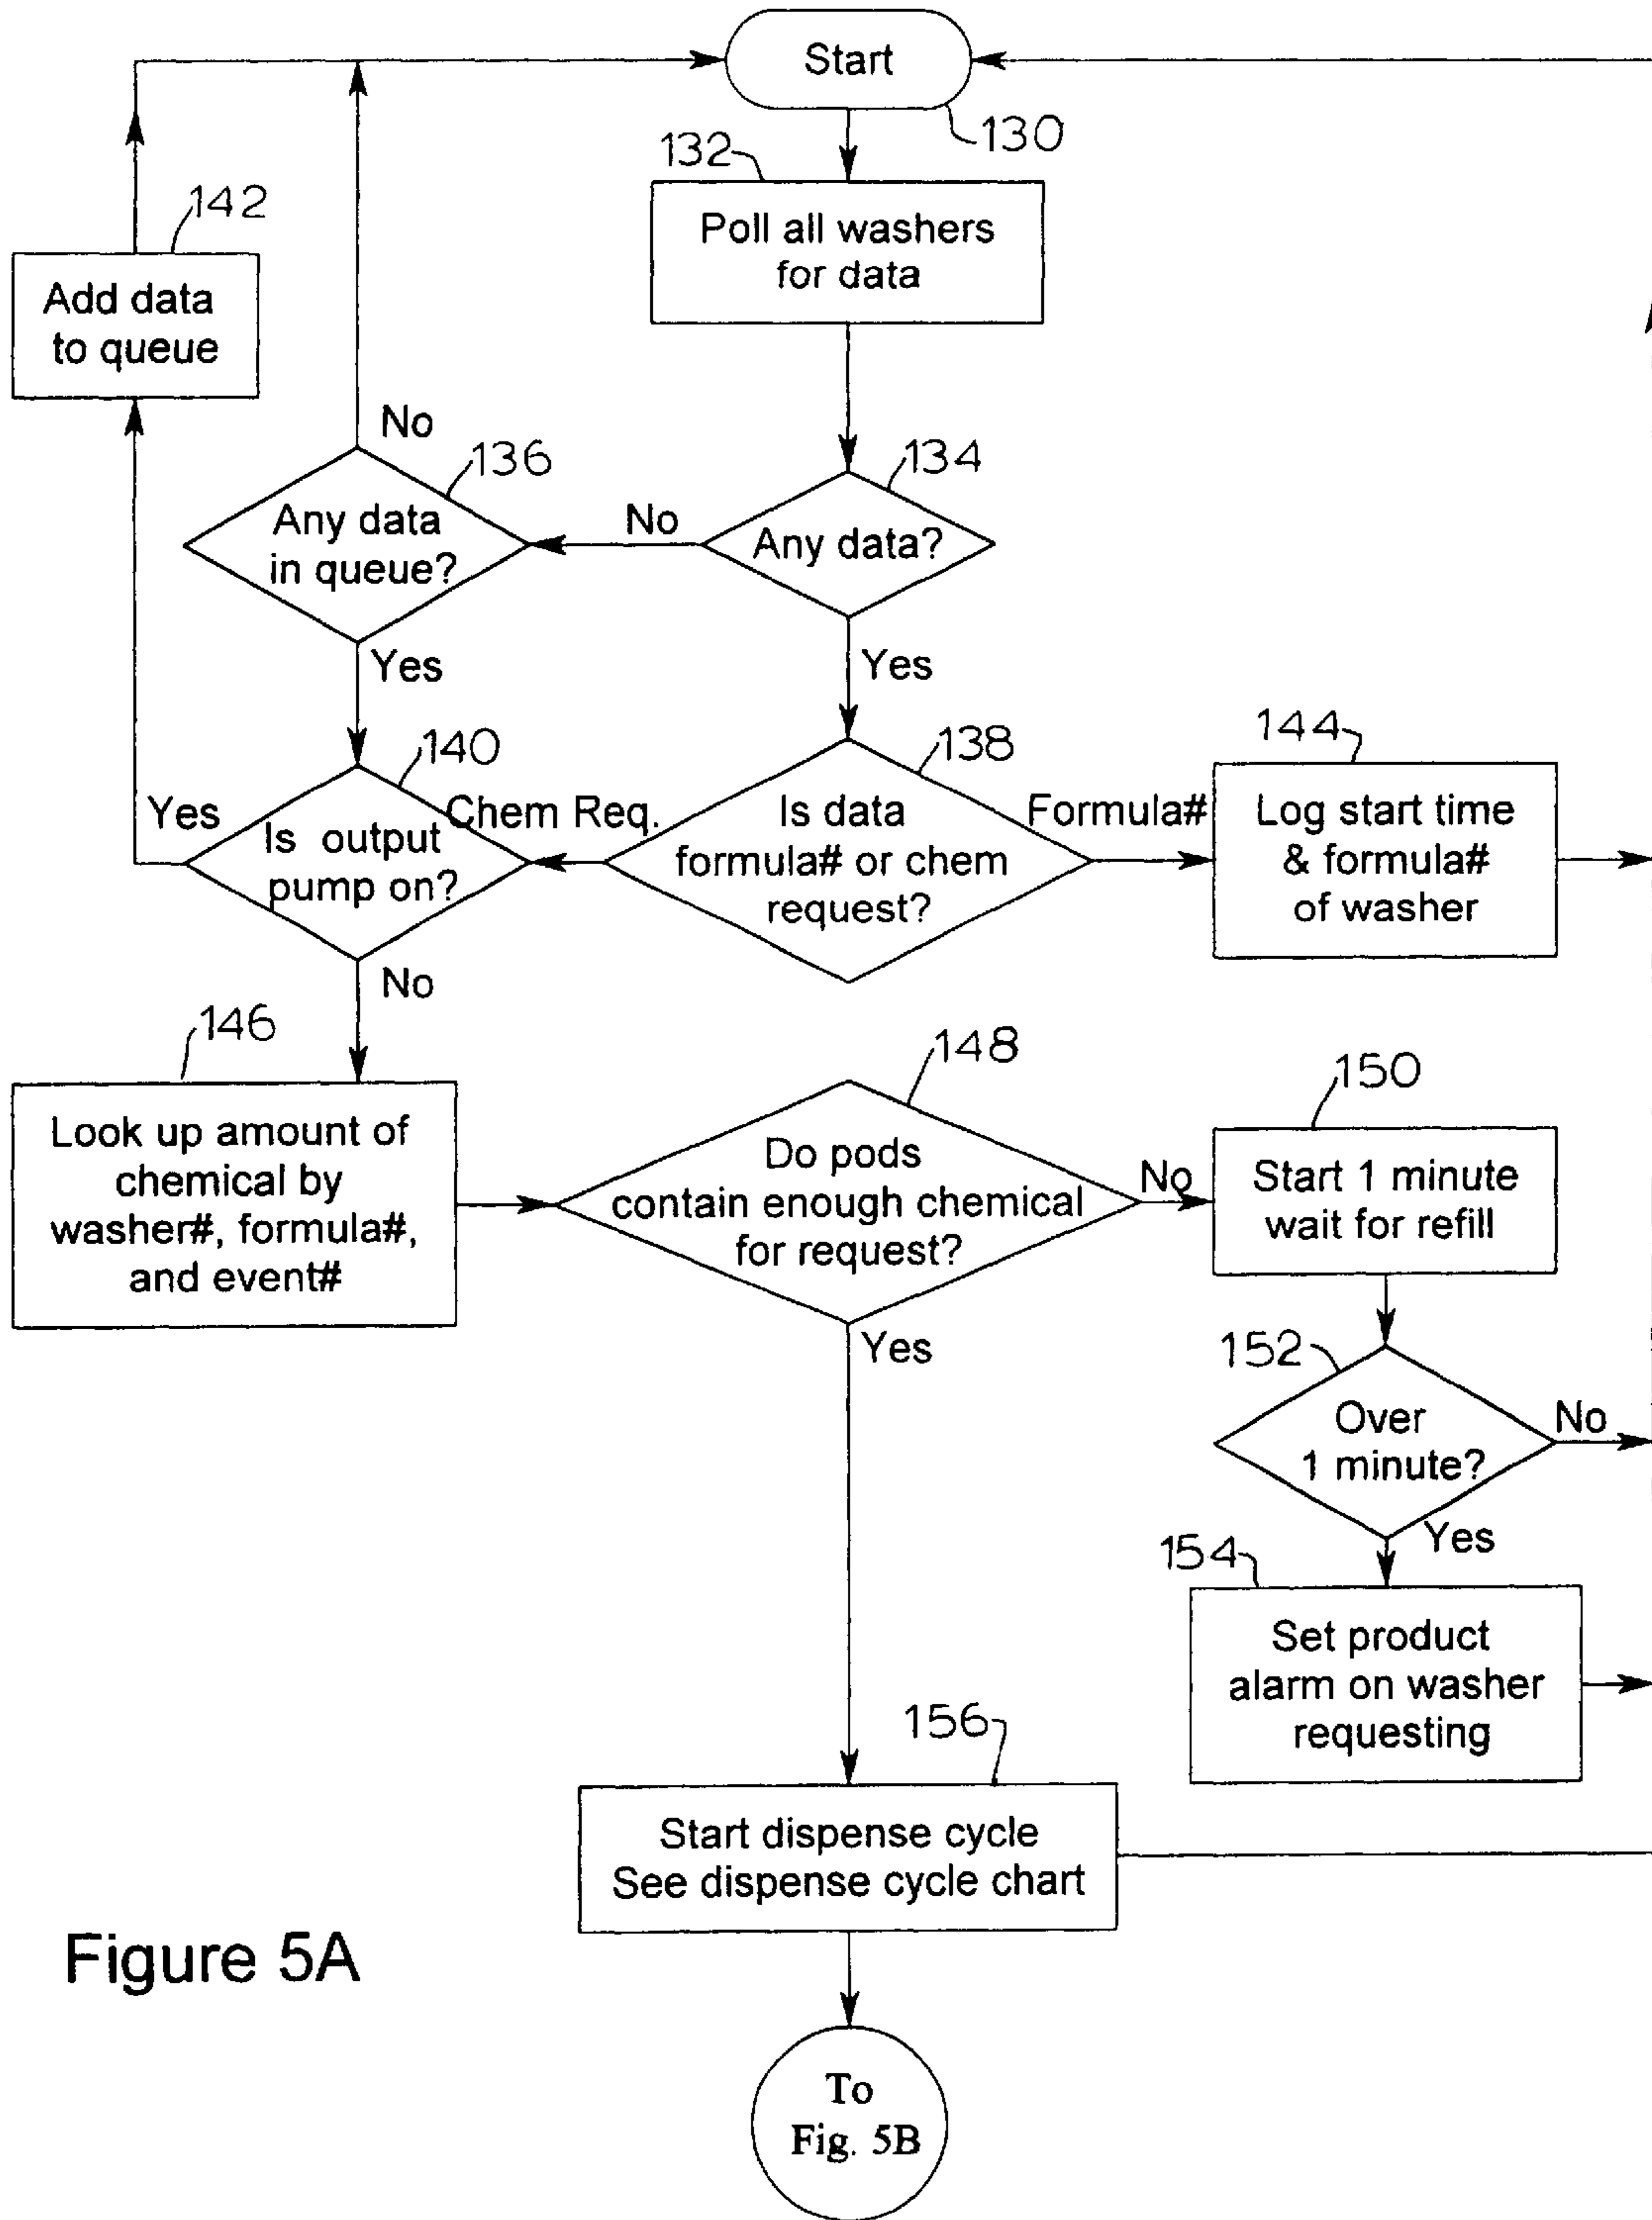 Start
130
132
Poll all washers
for data
142
Add data
to queue
No
136
Any data
in queue?
No
134
Any data?
Yes
Yes
140
Yes
Is output
pump on?
Chem Req.
138
Is data
formula# or chem
request?
Formula#
144
Log start time
& formula#
of washer
No
146
Look up amount of
chemical by
washer#, formula#,
and event#
148
Do pods
contain enough chemical
for request?
No
150
Start 1 minute
wait for refill
Yes
152
Over
1 minute?
No
Yes
154
Set product
alarm on washer
requesting
156
Start dispense cycle
See dispense cycle chart
Figure 5A
To
Fig. 5B